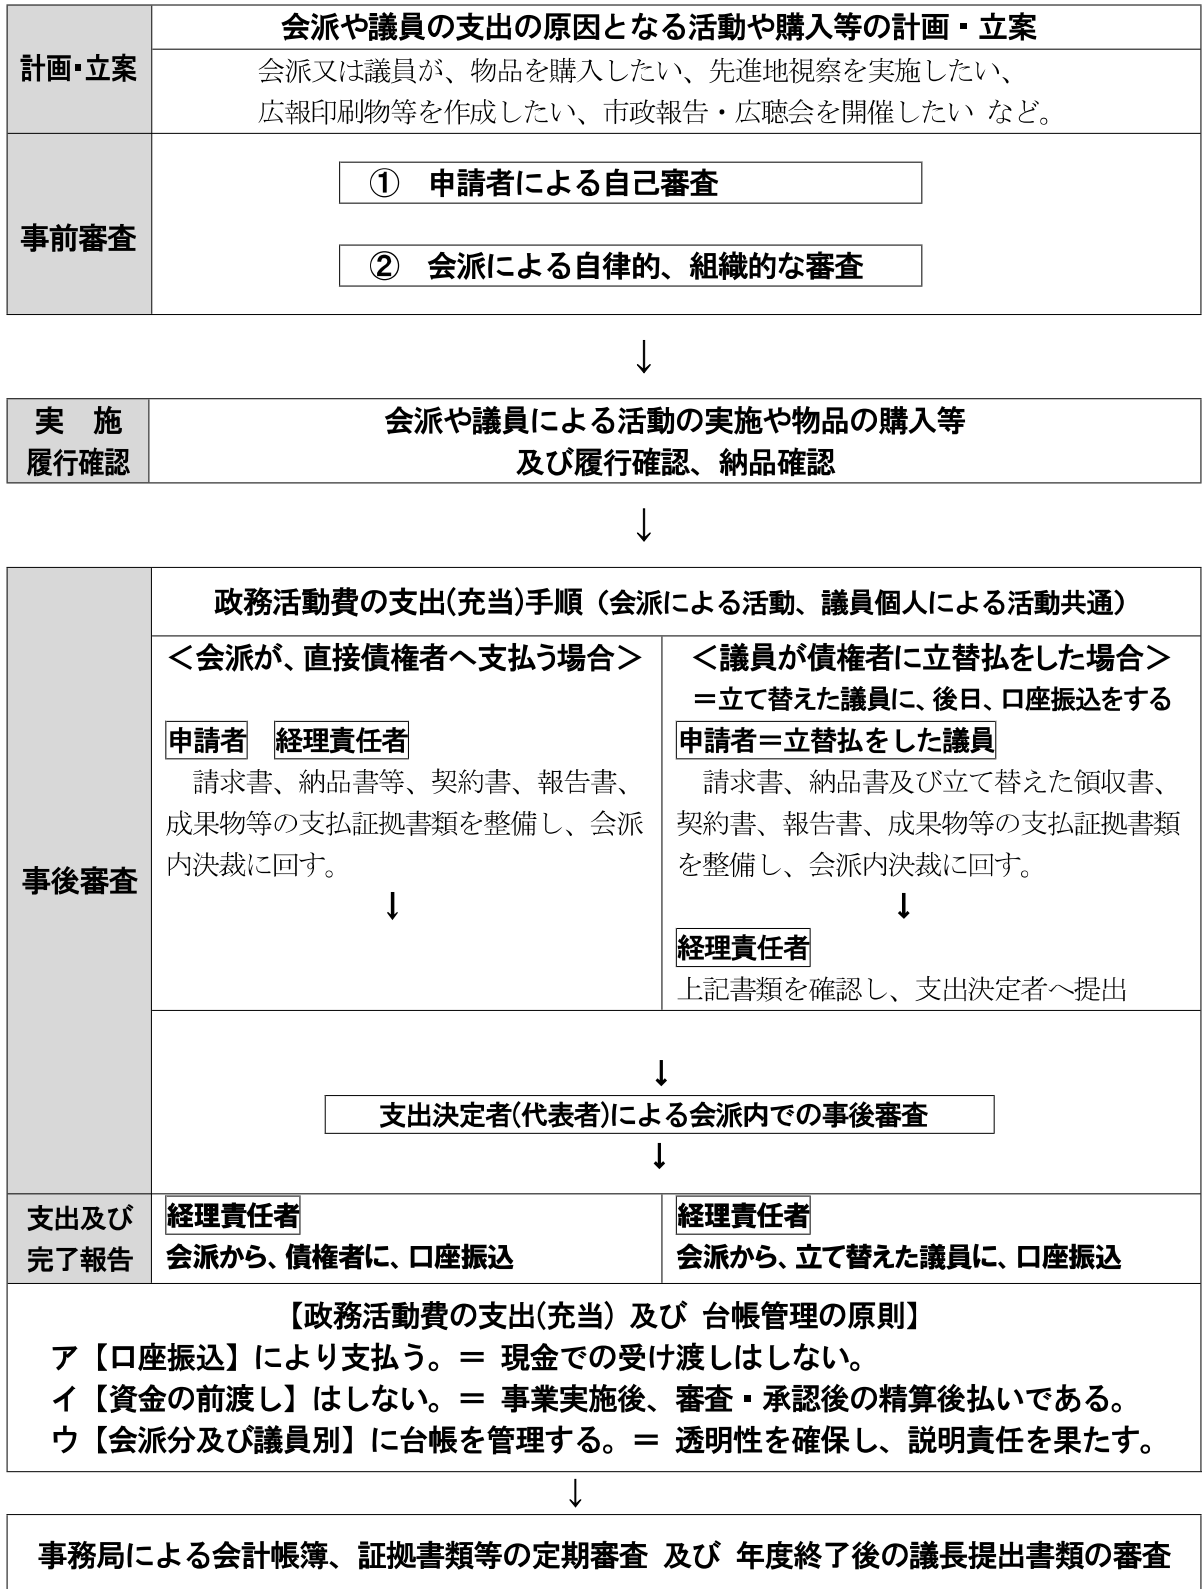 計画・立案
会派や議員の支出の原因となる活動や購入等の計画・立案
会派又は議員が、物品を購入したい、先進地視察を実施したい、
広報印刷物等を作成したい、市政報告・広聴会を開催したい など。
事前審査
① 申請者による自己審査
② 会派による自律的、組織的な審査
↓
実 施
履行確認
会派や議員による活動の実施や物品の購入等
及び履行確認、納品確認
↓
事後審査
政務活動費の支出(充当)手順（会派による活動、議員個人による活動共通）
＜会派が、直接債権者へ支払う場合＞
申請者 経理責任者
請求書、納品書等、契約書、報告書、
成果物等の支払証拠書類を整備し、会派
内決裁に回す。
↓
＜議員が債権者に立替払をした場合＞
＝立て替えた議員に、後日、口座振込をする
申請者＝立替払をした議員
請求書、納品書及び立て替えた領収書、
契約書、報告書、成果物等の支払証拠書類
を整備し、会派内決裁に回す。
↓
経理責任者
上記書類を確認し、支出決定者へ提出
↓
支出決定者(代表者)による会派内での事後審査
↓
支出及び
完了報告
経理責任者
会派から、債権者に、口座振込
経理責任者
会派から、立て替えた議員に、口座振込
【政務活動費の支出(充当) 及び 台帳管理の原則】
ア【口座振込】により支払う。＝ 現金での受け渡しはしない。
イ【資金の前渡し】はしない。＝ 事業実施後、審査・承認後の精算後払いである。
ウ【会派分及び議員別】に台帳を管理する。＝ 透明性を確保し、説明責任を果たす。
↓
事務局による会計帳簿、証拠書類等の定期審査 及び 年度終了後の議長提出書類の審査